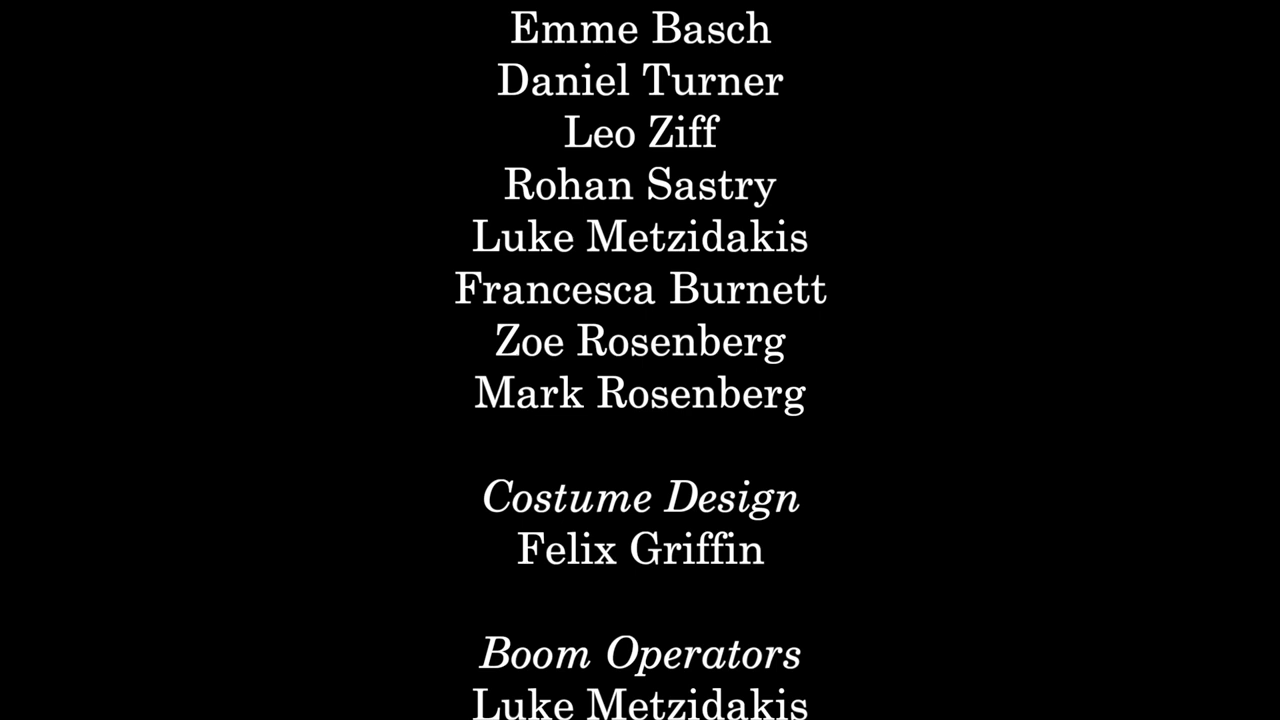 Emme Basch
Daniel Turner
Leo Ziff
Rohan Sastry
Luke Metzidakis
Francesca Burnett
Zoe Rosenberg
Mark Rosenberg
Costume Design
Felix Griffin
Boom Operators
Luke Metzidakis